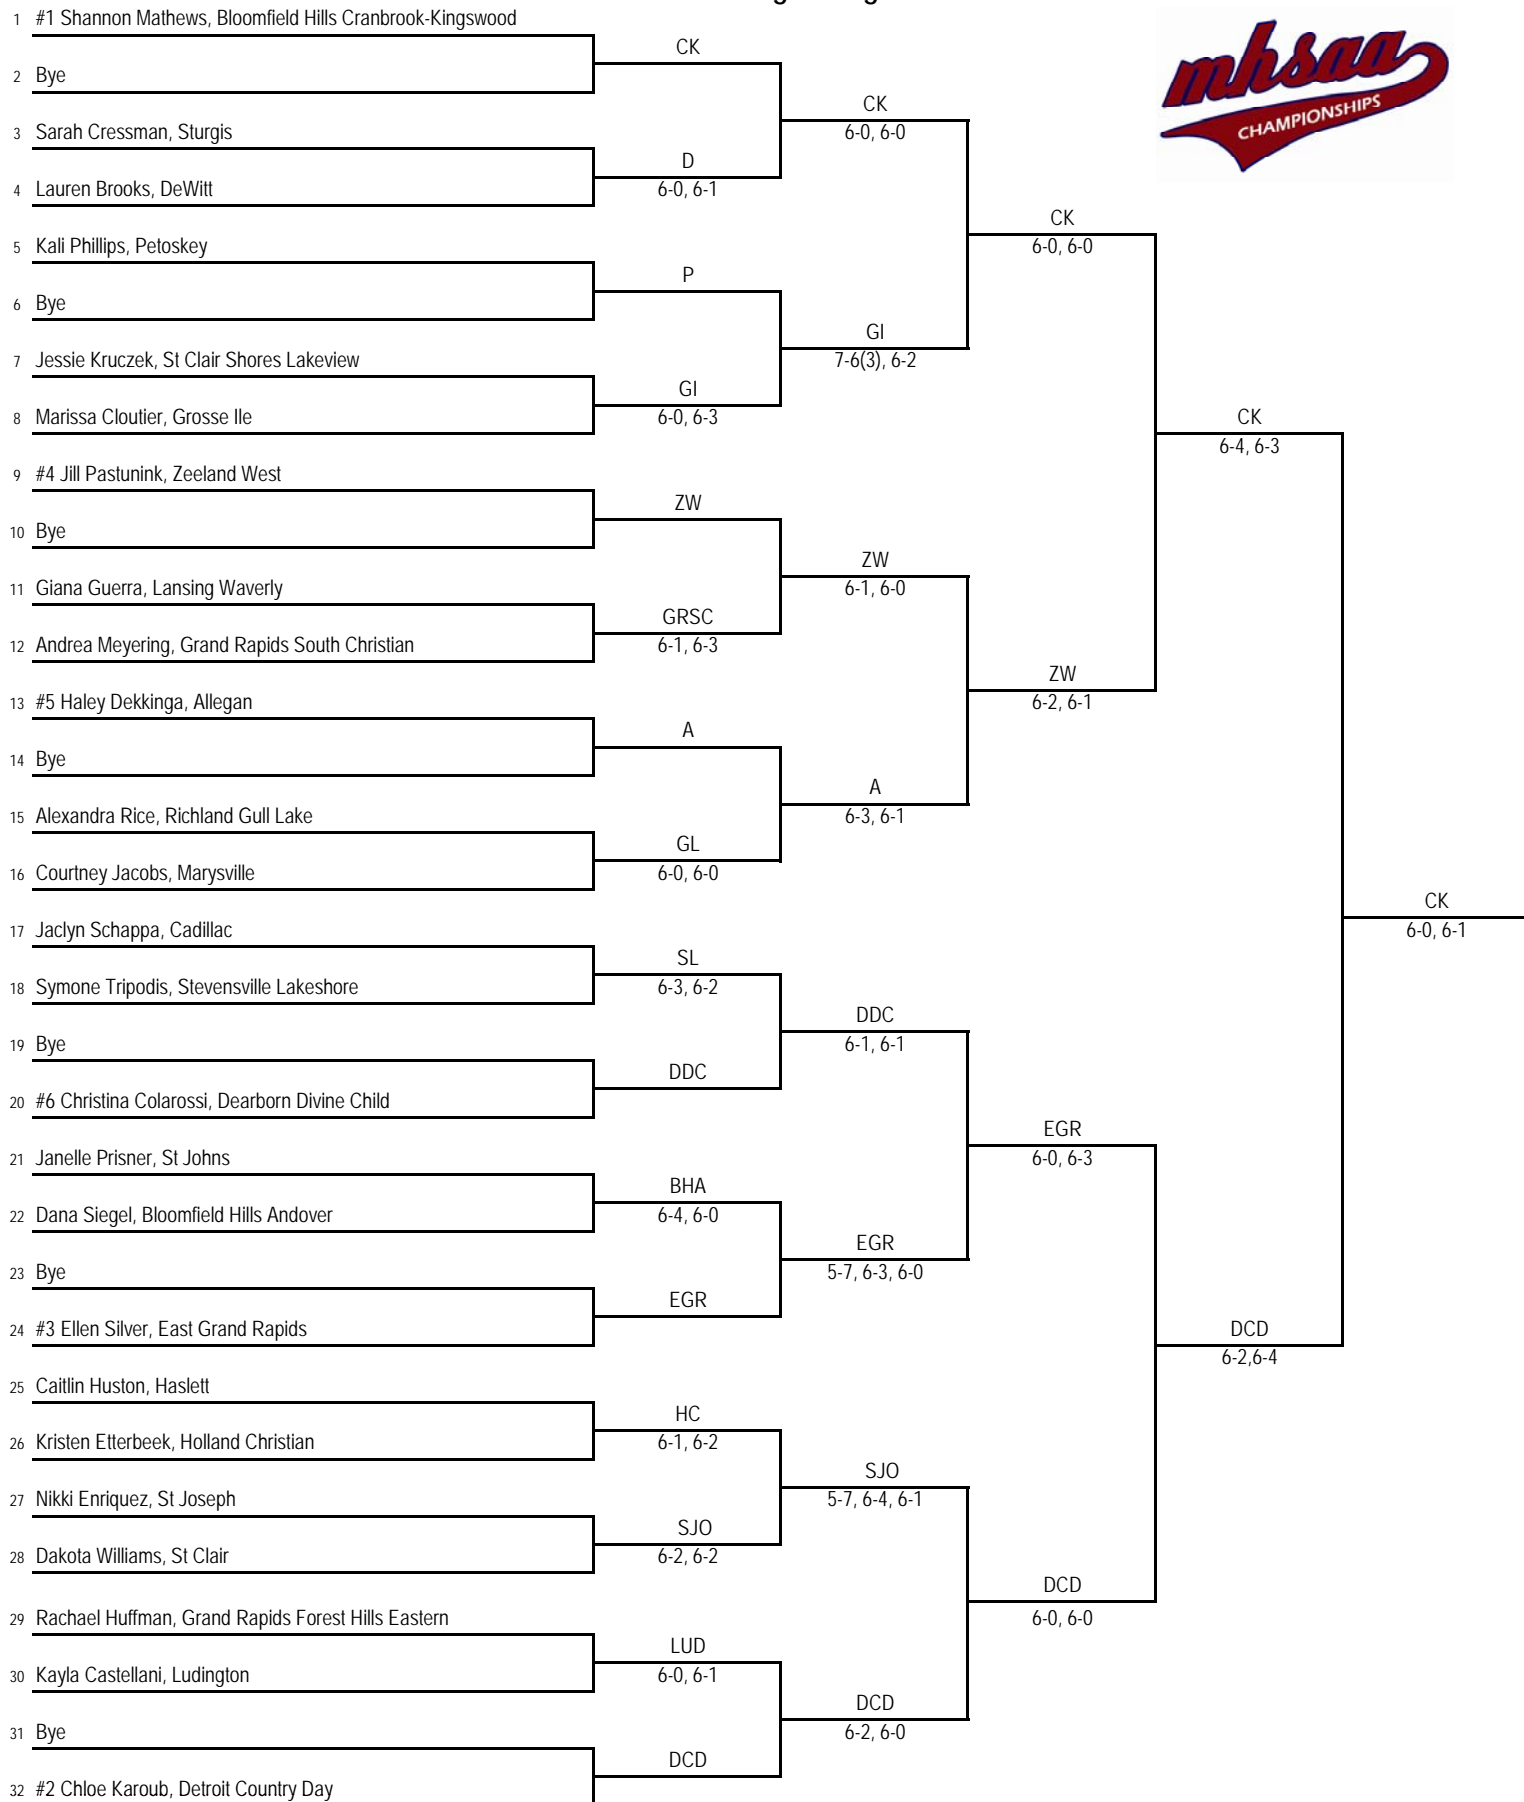 1 #1 Shannon Mathews, Bloomfield Hills Cranbrook-Kingswood
2 Bye
3 Sarah Cressman, Sturgis
4 Lauren Brooks, DeWitt
5 Kali Phillips, Petoskey
6 Bye
7 Jessie Kruczek, St Clair Shores Lakeview
8 Marissa Cloutier, Grosse Ile
9 #4 Jill Pastunink, Zeeland West
10 Bye
11 Giana Guerra, Lansing Waverly
12 Andrea Meyering, Grand Rapids South Christian
13 #5 Haley Dekkinga, Allegan
14 Bye
15 Alexandra Rice, Richland Gull Lake
16 Courtney Jacobs, Marysville
17 Jaclyn Schappa, Cadillac
18 Symone Tripodis, Stevensville Lakeshore
19 Bye
20 #6 Christina Colarossi, Dearborn Divine Child
21 Janelle Prisner, St Johns
22 Dana Siegel, Bloomfield Hills Andover
23 Bye
24 #3 Ellen Silver, East Grand Rapids
25 Caitlin Huston, Haslett
26 Kristen Etterbeek, Holland Christian
27 Nikki Enriquez, St Joseph
28 Dakota Williams, St Clair
29 Rachael Huffman, Grand Rapids Forest Hills Eastern
30 Kayla Castellani, Ludington
31 Bye
32 #2 Chloe Karoub, Detroit Country Day
CK
D
6-0, 6-1
P
GI
6-0, 6-3
ZW
GRSC
6-1, 6-3
A
GL
6-0, 6-0
SL
6-3, 6-2
DDC
BHA
6-4, 6-0
EGR
HC
6-1, 6-2
SJO
6-2, 6-2
LUD
6-0, 6-1
DCD
CK
6-0, 6-0
GI
7-6(3), 6-2
ZW
6-1, 6-0
A
6-3, 6-1
DDC
6-1, 6-1
EGR
5-7, 6-3, 6-0
SJO
5-7, 6-4, 6-1
DCD
6-2, 6-0
CK
6-0, 6-0
ZW
6-2, 6-1
EGR
6-0, 6-3
DCD
6-0, 6-0
CK
6-4, 6-3
DCD
6-2,6-4
CK
6-0, 6-1
mhsaa
CHAMPIONSHIPS